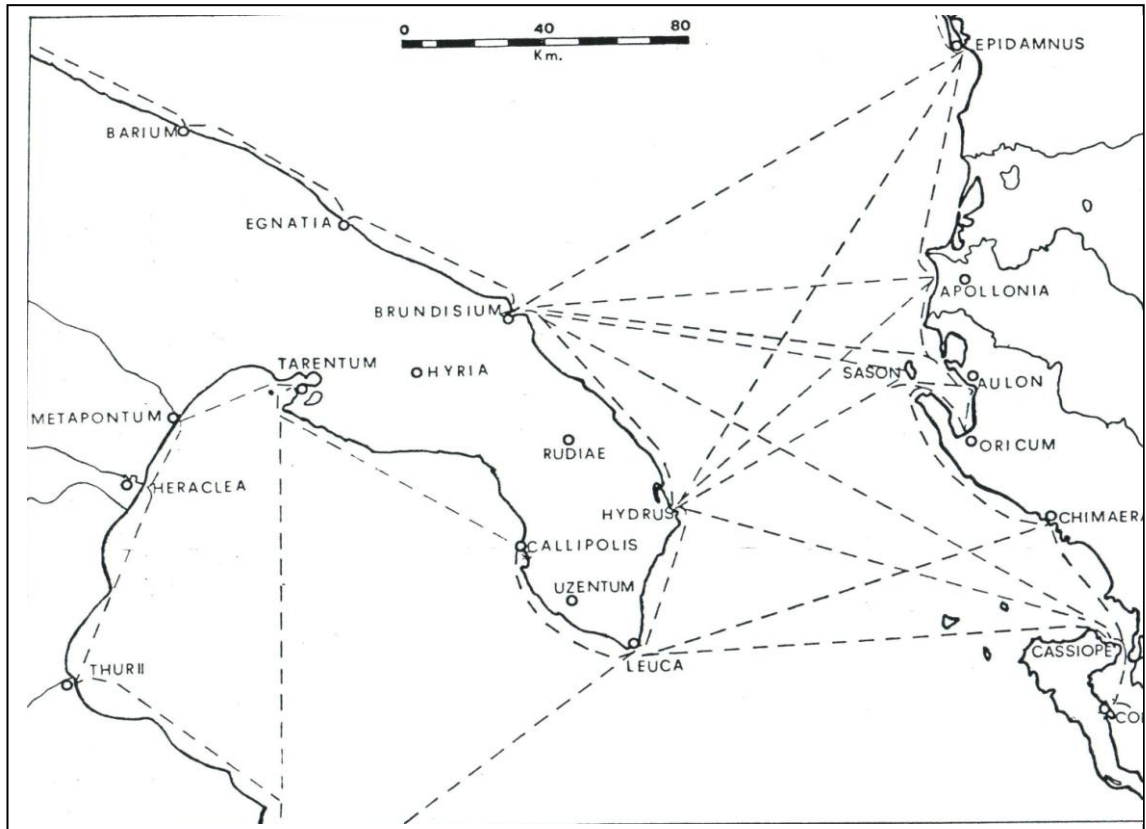 0 40 80
Km.
EPIDAMNUS
BARIUM
EGNATIA
BRUNDISIUM
APOLLONIA
TARENTUM
HYRIA
SASON
AULON
METAPONTUM
RUDIAE
ORICUM
HERACLEA
HYDRUS
CHIMAERA
CALLIPOLIS
UZENTUM
THURII
LEUCA
CASSIOPE